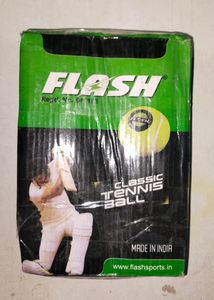 FLASH
CLASSIC
TENNIS
BALL
MADE IN INDIA
www.flashsports.in